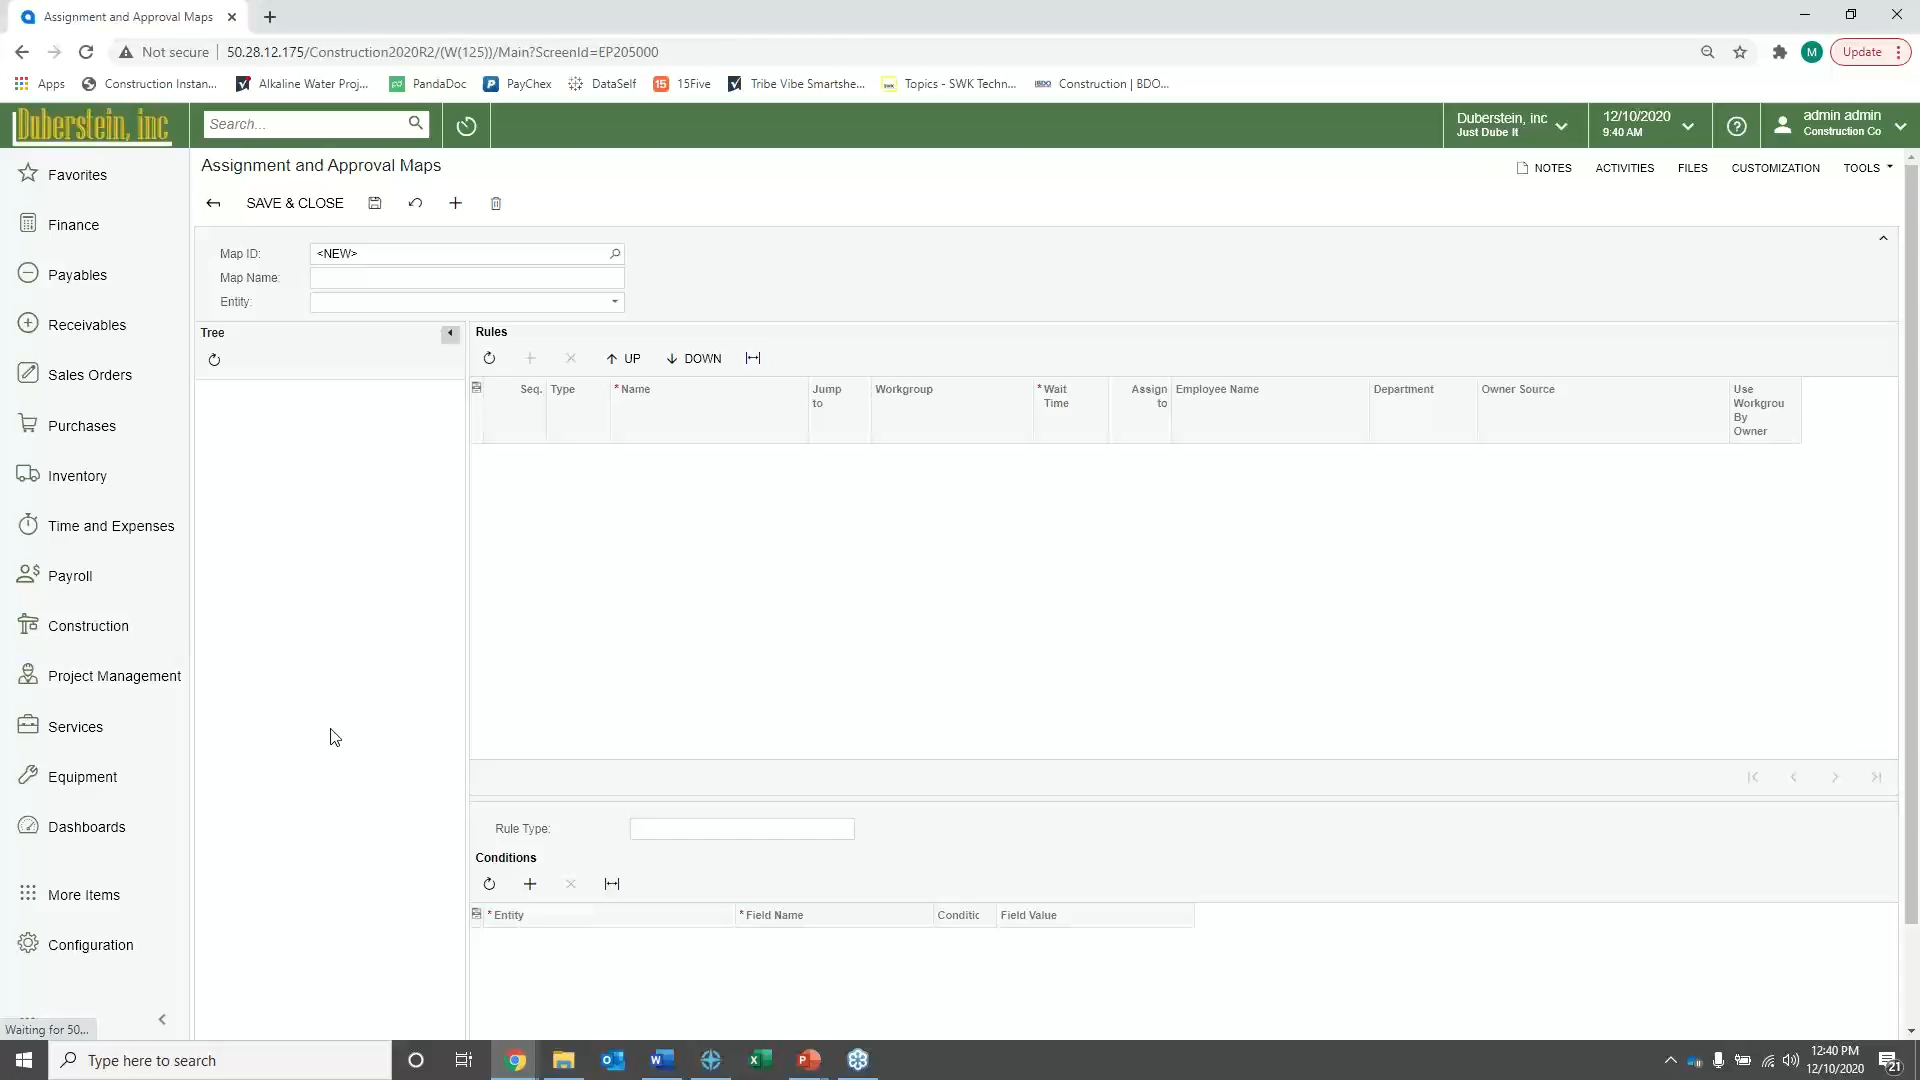 Assignment and Approval Maps
Not secure
50.28.12.175/Construction2020R2/(W(125))/Main?ScreenId=EP205000
M
Update
Apps
Construction Instan...
Alkaline Water Proj...
PandaDoc
PayChex
DataSelf
15Five
Tribe Vibe Smartshe...
Topics - SWK Techn...
Construction | BDO...
Duberstein, inc
Search...
Duberstein, inc
Just Dube It
12/10/2020
9:40 AM
admin admin
Construction Co
Favorites
Finance
Payables
Receivables
Sales Orders
Purchases
Inventory
Time and Expenses
Payroll
Construction
Project Management
Services
Equipment
Dashboards
More Items
Configuration
Waiting for 50...
Assignment and Approval Maps
NOTES
ACTIVITIES
FILES
CUSTOMIZATION
TOOLS
SAVE & CLOSE
Map ID:
<NEW>
Map Name:
Entity:
Tree
Rules
UP
DOWN
Seq.
Type
* Name
Jump
to
Workgroup
* Wait
Time
Assign
to
Employee Name
Department
Owner Source
Use
Workgrou
By
Owner
Rule Type:
Conditions
* Entity
* Field Name
Conditic
Field Value
Type here to search
12:40 PM
12/10/2020
21